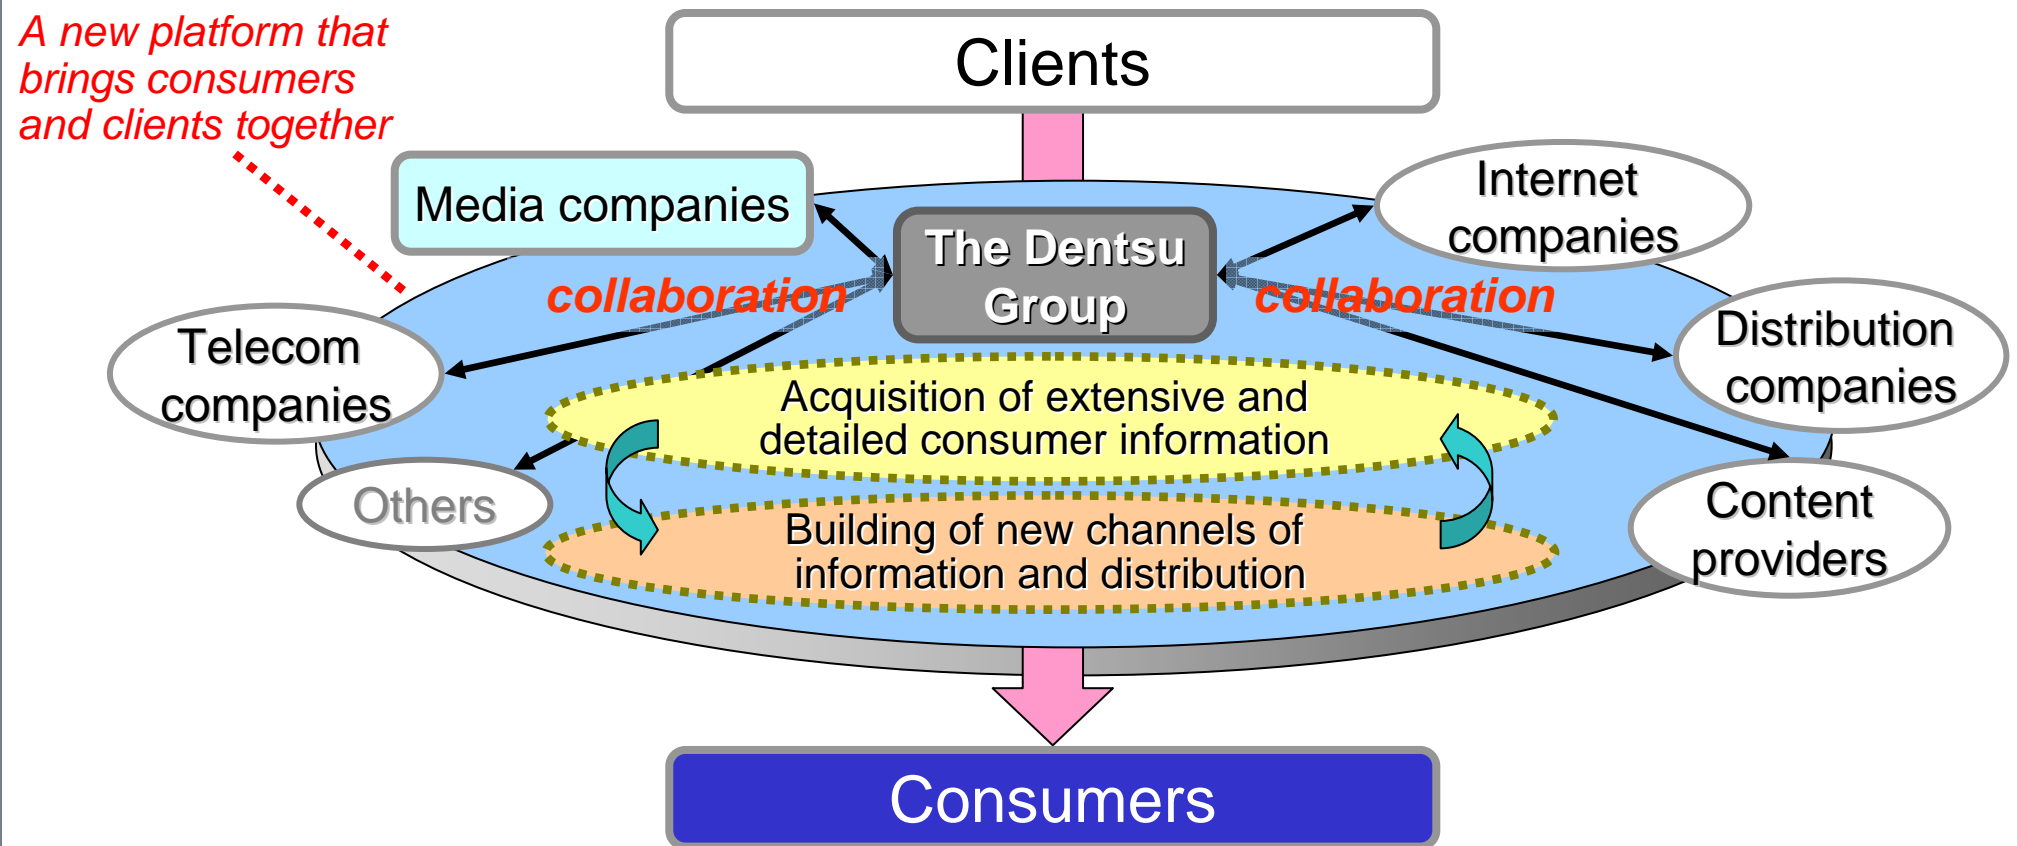 A new platform that
brings consumers
and clients together
Clients
Media companies
Internet
companies
The Dentsu
Group
collaboration
collaboration
Telecom
companies
Distribution
companies
Acquisition of extensive and
detailed consumer information
Others
Content
providers
Building of new channels of
information and distribution
Consumers